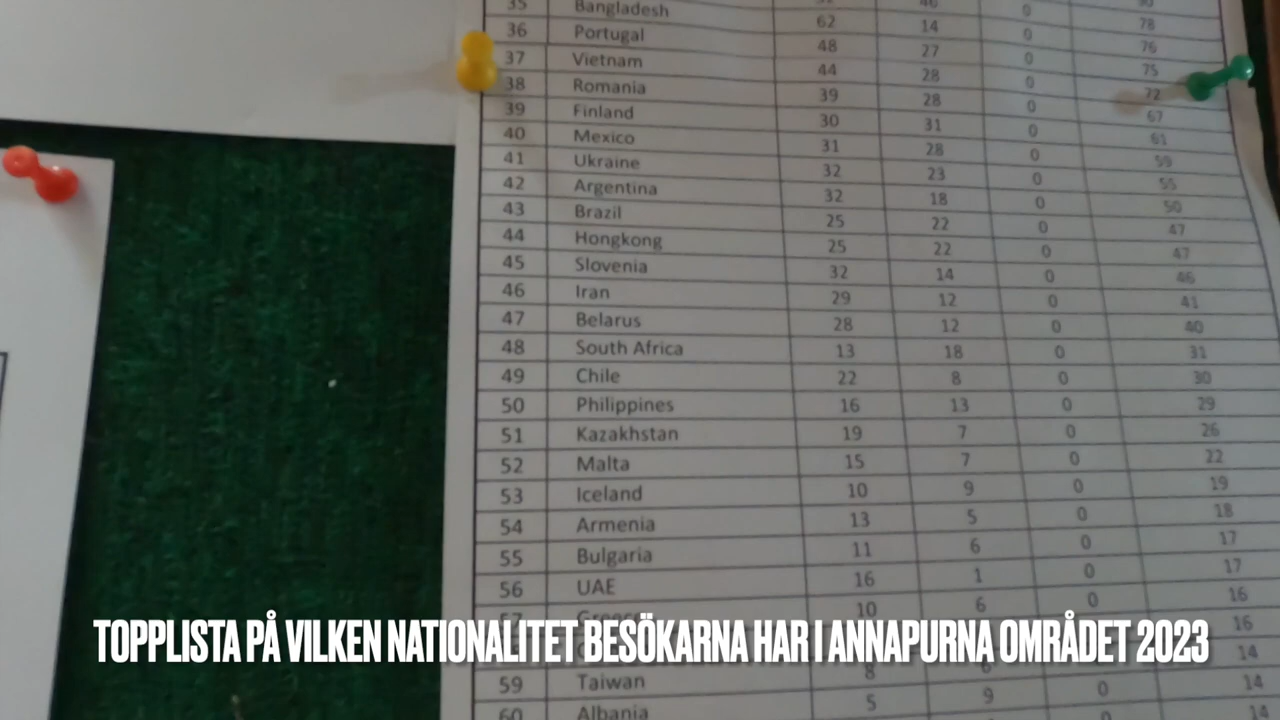 46 0 78
35 Bangladesh 62 14 0 76
36 Portugal 48 27 0 75
37 Vietnam 44 28 0 72
38 Romania 39 28 0 67
39 Finland 30 31 0 61
40 Mexico 31 28 0 59
41 Ukraine 32 23 0 55
42 Argentina 32 18 0 50
43 Brazil 25 22 0 47
44 Hongkong 25 22 0 47
45 Slovenia 32 14 0 46
46 Iran 29 12 0 41
47 Belarus 28 12 0 40
48 South Africa 13 18 0 31
49 Chile 22 8 0 30
50 Philippines 16 13 0 29
51 Kazakhstan 19 7 0 26
52 Malta 15 7 0 22
53 Iceland 10 9 0 19
54 Armenia 13 5 0 18
55 Bulgaria 11 6 0 17
56 UAE 16 1 0 17
57 Greece 10 6 0 16
16
TOPPLISTA PÅ VILKEN NATIONALITET BESÖKARNA HAR I ANNAPURNA OMRÅDET 2023
59 Taiwan 8 6 14
60 Albania 5 9 0 14
14